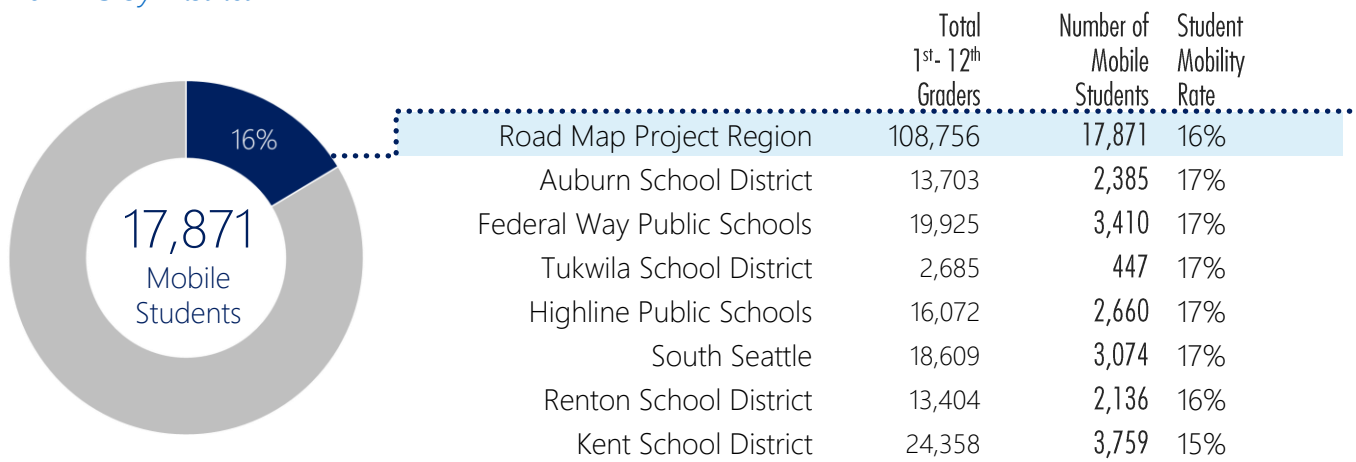 Total 1st- 12th Graders Number of Mobile Students Student Mobility Rate
16%
17,871
Mobile
Students
Road Map Project Region 108,756 17,871 16%
Auburn School District 13,703 2,385 17%
Federal Way Public Schools 19,925 3,410 17%
Tukwila School District 2,685 447 17%
Highline Public Schools 16,072 2,660 17%
South Seattle 18,609 3,074 17%
Renton School District 13,404 2,136 16%
Kent School District 24,358 3,759 15%